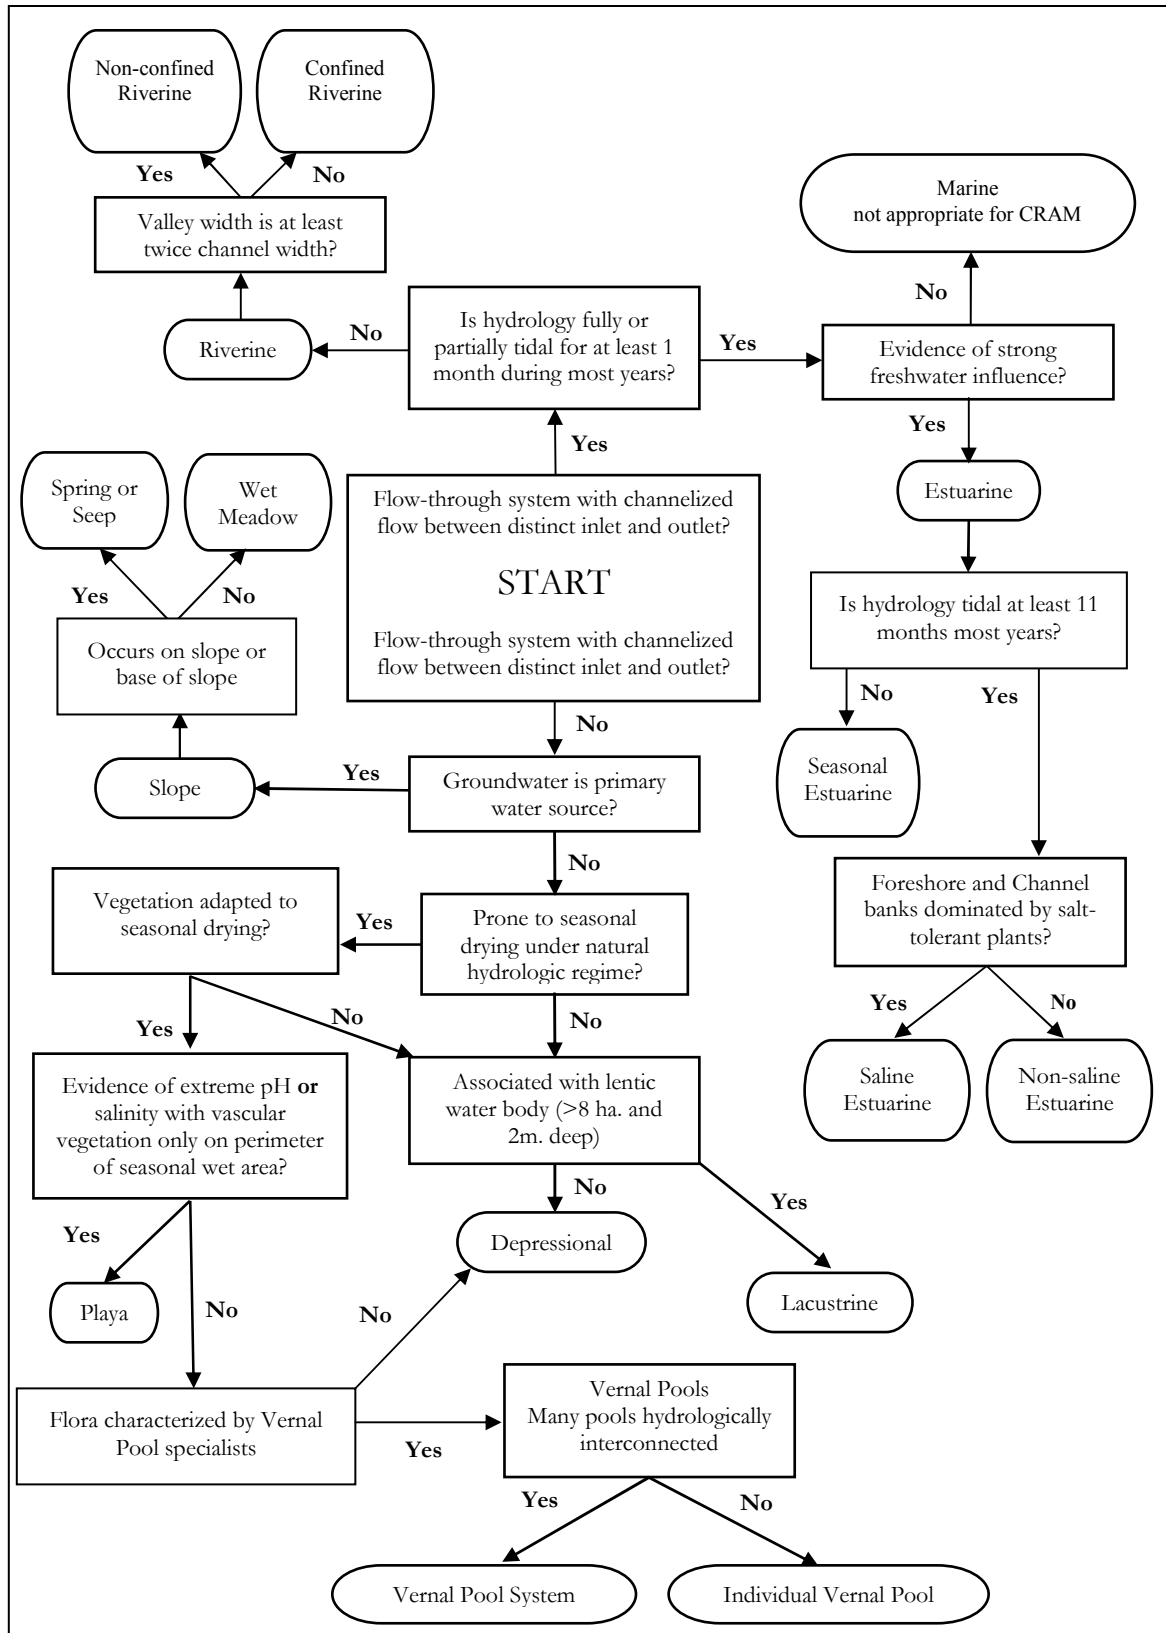 Non-confined
Riverine
Confined
Riverine
Yes
No
Valley width is at least
twice channel width?
Marine
not appropriate for CRAM
No
Riverine
No
Is hydrology fully or
partially tidal for at least 1
month during most years?
Yes
Evidence of strong
freshwater influence?
Yes
Yes
Estuarine
Spring or
Seep
Wet
Meadow
Yes
No
Occurs on slope or
base of slope
Slope
Flow-through system with channelized
flow between distinct inlet and outlet?
START
Flow-through system with channelized
flow between distinct inlet and outlet?
No
Is hydrology tidal at least 11
months most years?
No
Yes
Seasonal
Estuarine
Yes
Groundwater is primary
water source?
No
Foreshore and Channel
banks dominated by salt-
tolerant plants?
Yes
No
Saline
Estuarine
Non-saline
Estuarine
Vegetation adapted to
seasonal drying?
Yes
Prone to seasonal
drying under natural
hydrologic regime?
Yes
No
No
Evidence of extreme pH or
salinity with vascular
vegetation only on perimeter
of seasonal wet area?
Associated with lentic
water body (>8 ha. and
2m. deep)
No
Yes
Yes
Depressional
Lacustrine
Playa
No
No
Flora characterized by Vernal
Pool specialists
Yes
Vernal Pools
Many pools hydrologically
interconnected
Yes
No
Vernal Pool System
Individual Vernal Pool